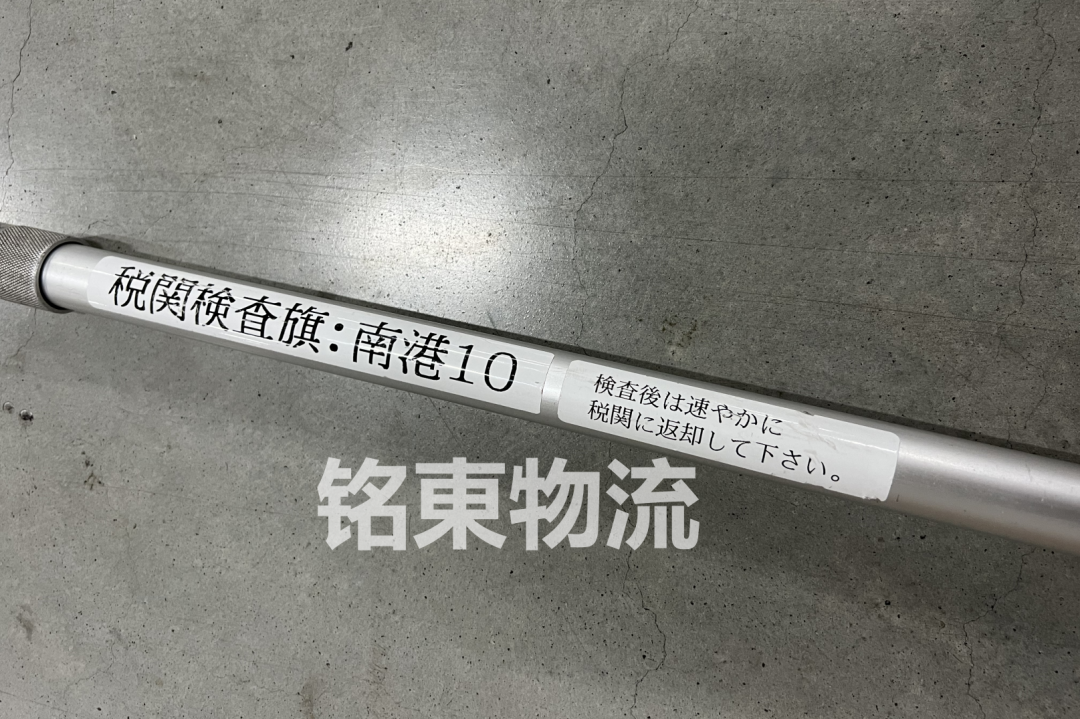 税関検査旗:南港10
検査後は速やかに
税関に返却して下さい。
铭東物流